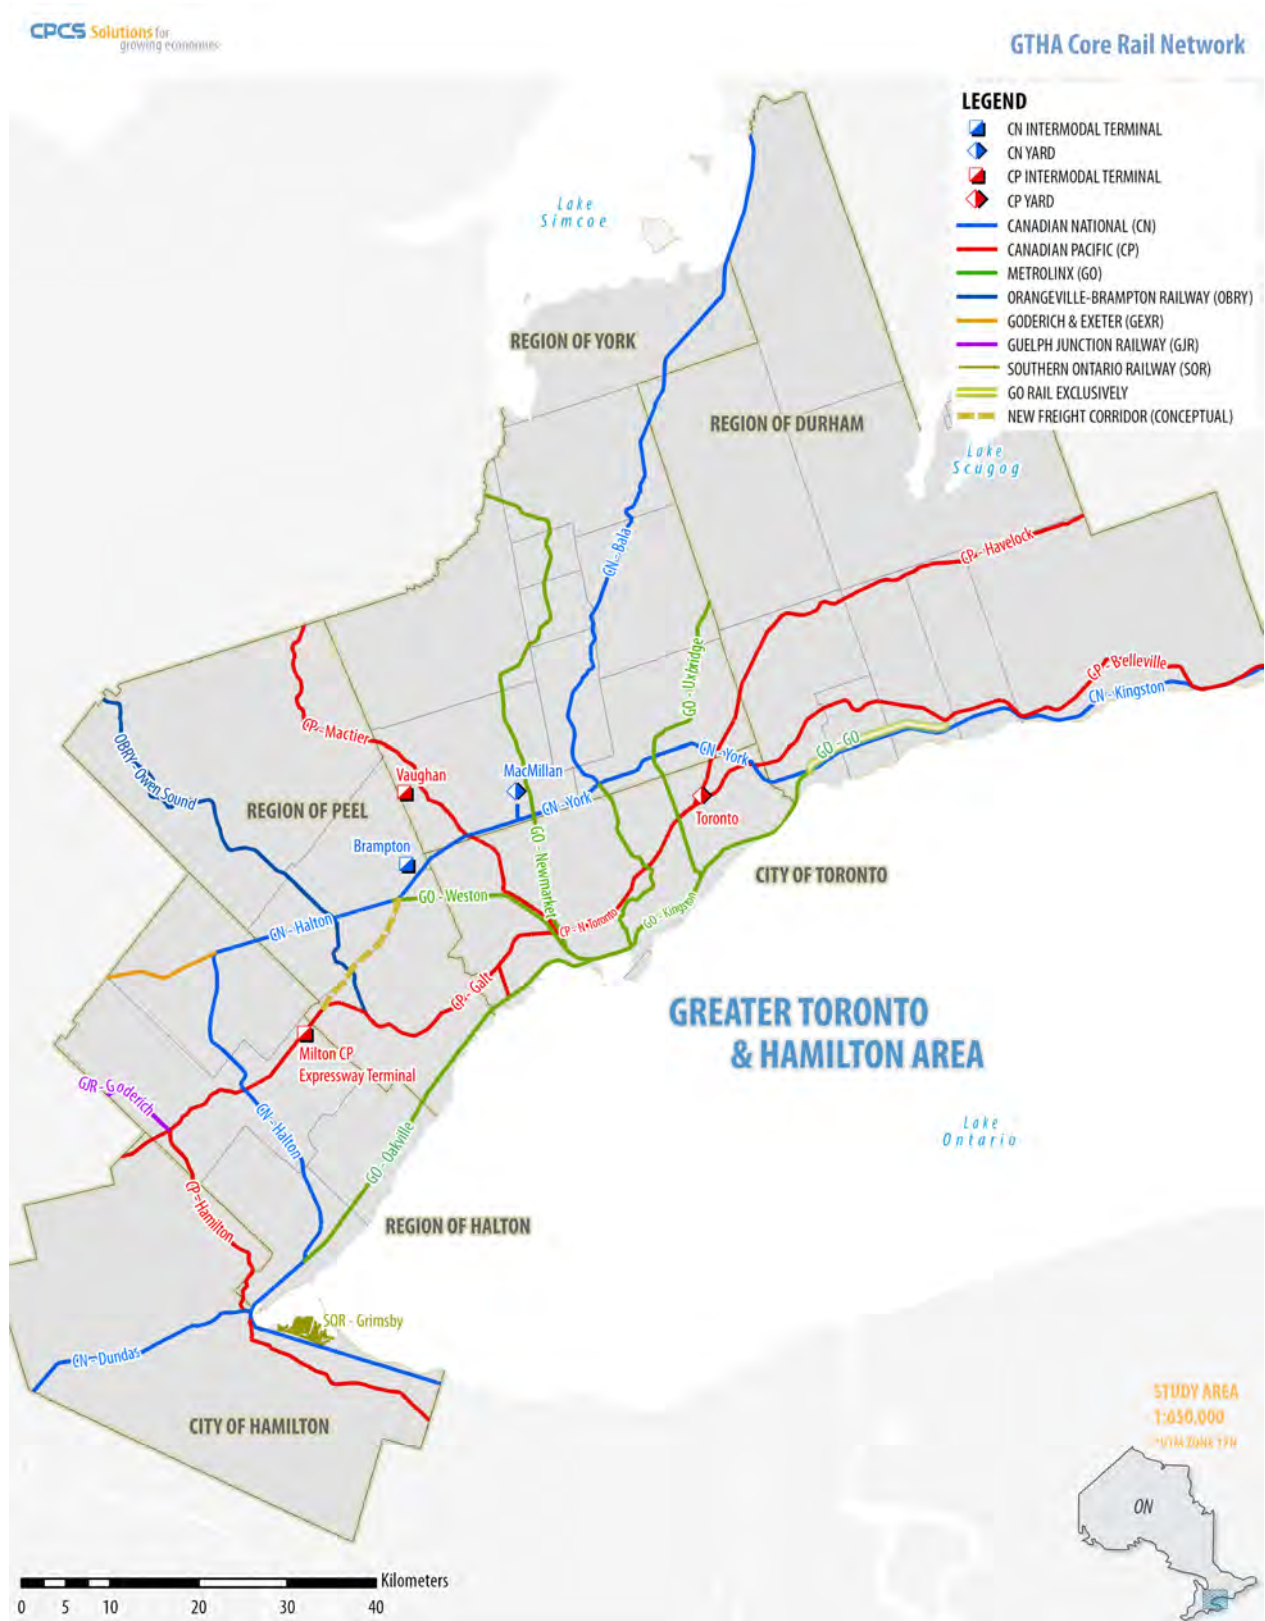 CPCS Solutions for
growing economies
GTHA Core Rail Network
LEGEND
CN INTERMODAL TERMINAL
CN YARD
CP INTERMODAL TERMINAL
CP YARD
CANADIAN NATIONAL (CN)
CANADIAN PACIFIC (CP)
METROLINX (GO)
ORANGEVILLE-BRAMPTON RAILWAY (OBRY)
GODERICH & EXETER (GEXR)
GUELPH JUNCTION RAILWAY (GJR)
SOUTHERN ONTARIO RAILWAY (SOR)
GO RAIL EXCLUSIVELY
NEW FREIGHT CORRIDOR (CONCEPTUAL)
Lake
Simcoe
REGION OF YORK
REGION OF DURHAM
Lake
Scugog
CN - Bala
CP - Havelock
GO - Uxbridge
CP - Belleville
CN - Kingston
CP - Mactier
OBRY - Owen Sound
Vaughan
MacMillan
CN - York
GO - GO
REGION OF PEEL
CN - York
Toronto
Brampton
GO - Newmarket
CITY OF TORONTO
GO - Weston
CN - Halton
CP - N•Toronto
GO - Kingston
CP - Galt
GREATER TORONTO
& HAMILTON AREA
Milton CP
Expressway Terminal
GJR - Goderich
CN - Halton
GO - Oakville
Lake
Ontario
CP - Hamilton
REGION OF HALTON
SOR - Grimsby
CN - Dundas
CITY OF HAMILTON
STUDY AREA
1:650,000
UTM ZONE 17N
ON
Kilometers
0 5 10 20 30 40